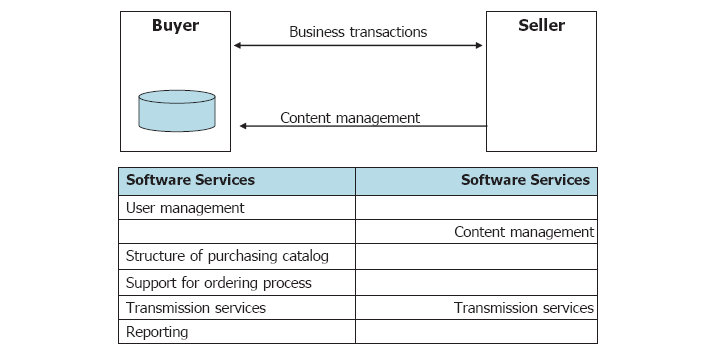 Buyer
Business transactions
Seller
Content management
Software Services Software Services
User management
Content management
Structure of purchasing catalog
Support for ordering process
Transmission services Transmission services
Reporting